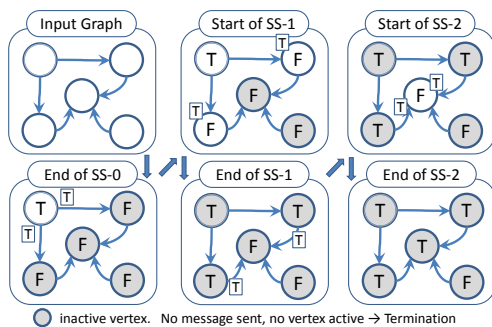 Input Graph
Start of SS-1
Start of SS-2
T
T
F
F
T
F
F
T
T
T
T
F
T
T
F
End of SS-0
End of SS-1
End of SS-2
T
T
F
T
F
F
F
T
T
F
T
T
T
F
T
T
T
T
F
inactive vertex. No message sent, no vertex active → Termination